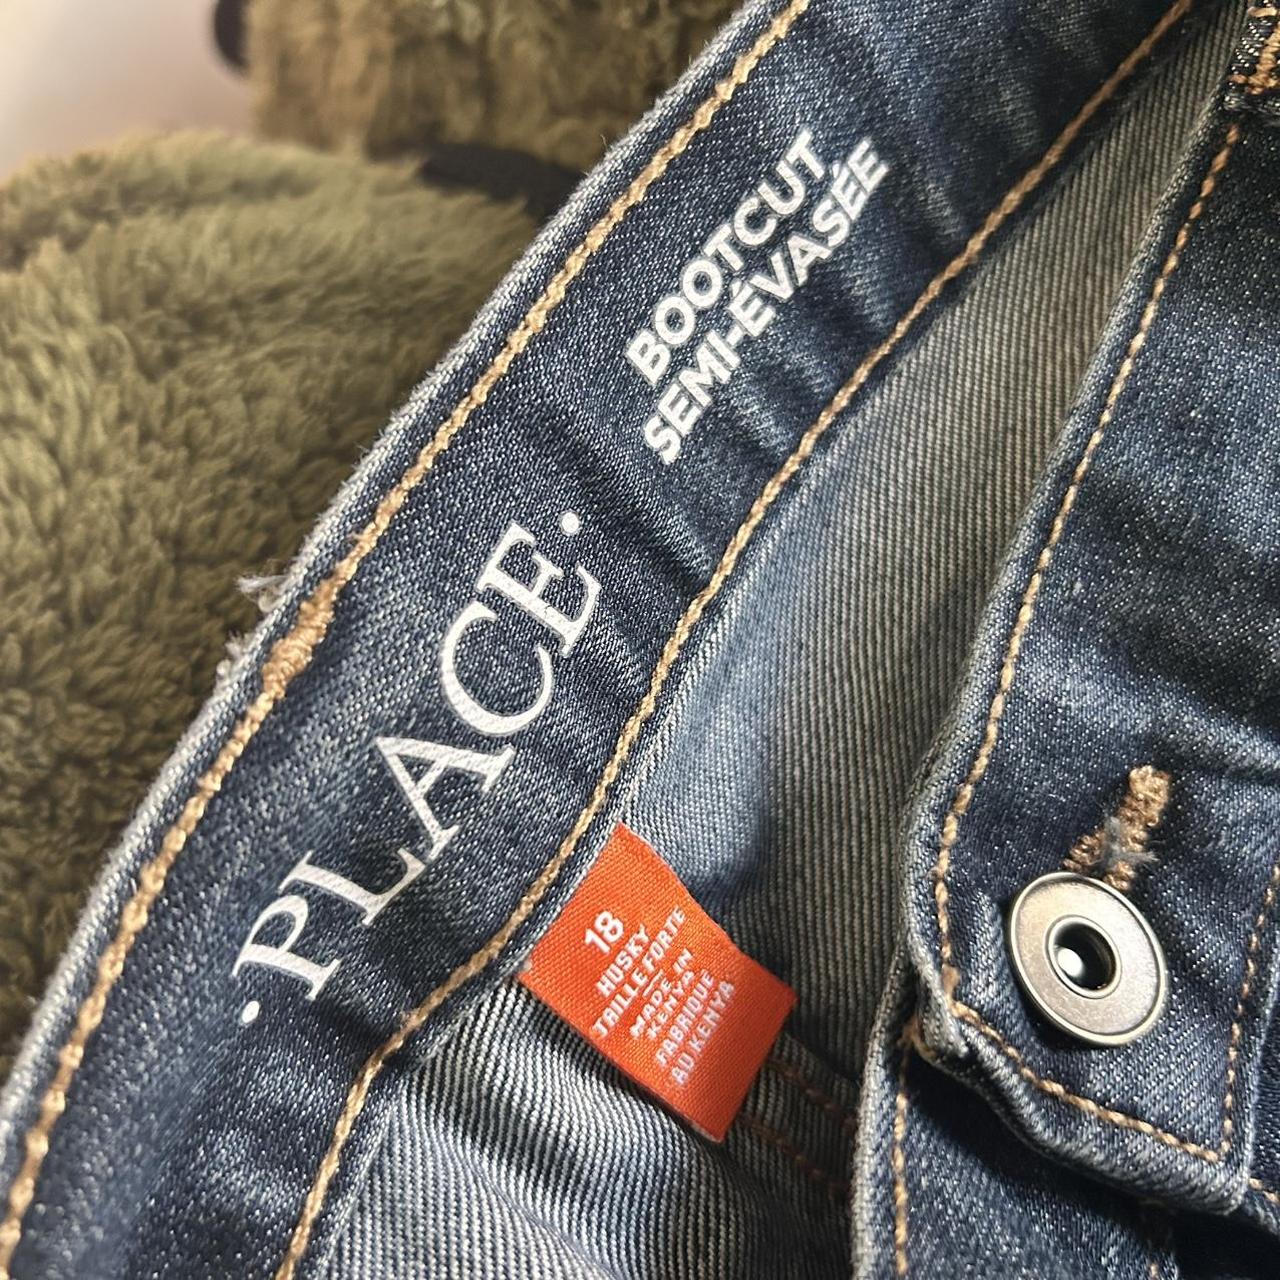 BOOTCUT
SEMI-ÉVASÉE
· PLACE ·
18
HUSKY
TAILLE FORTE
MADE IN
KENYA
FABRIQUÉ
AU KENYA